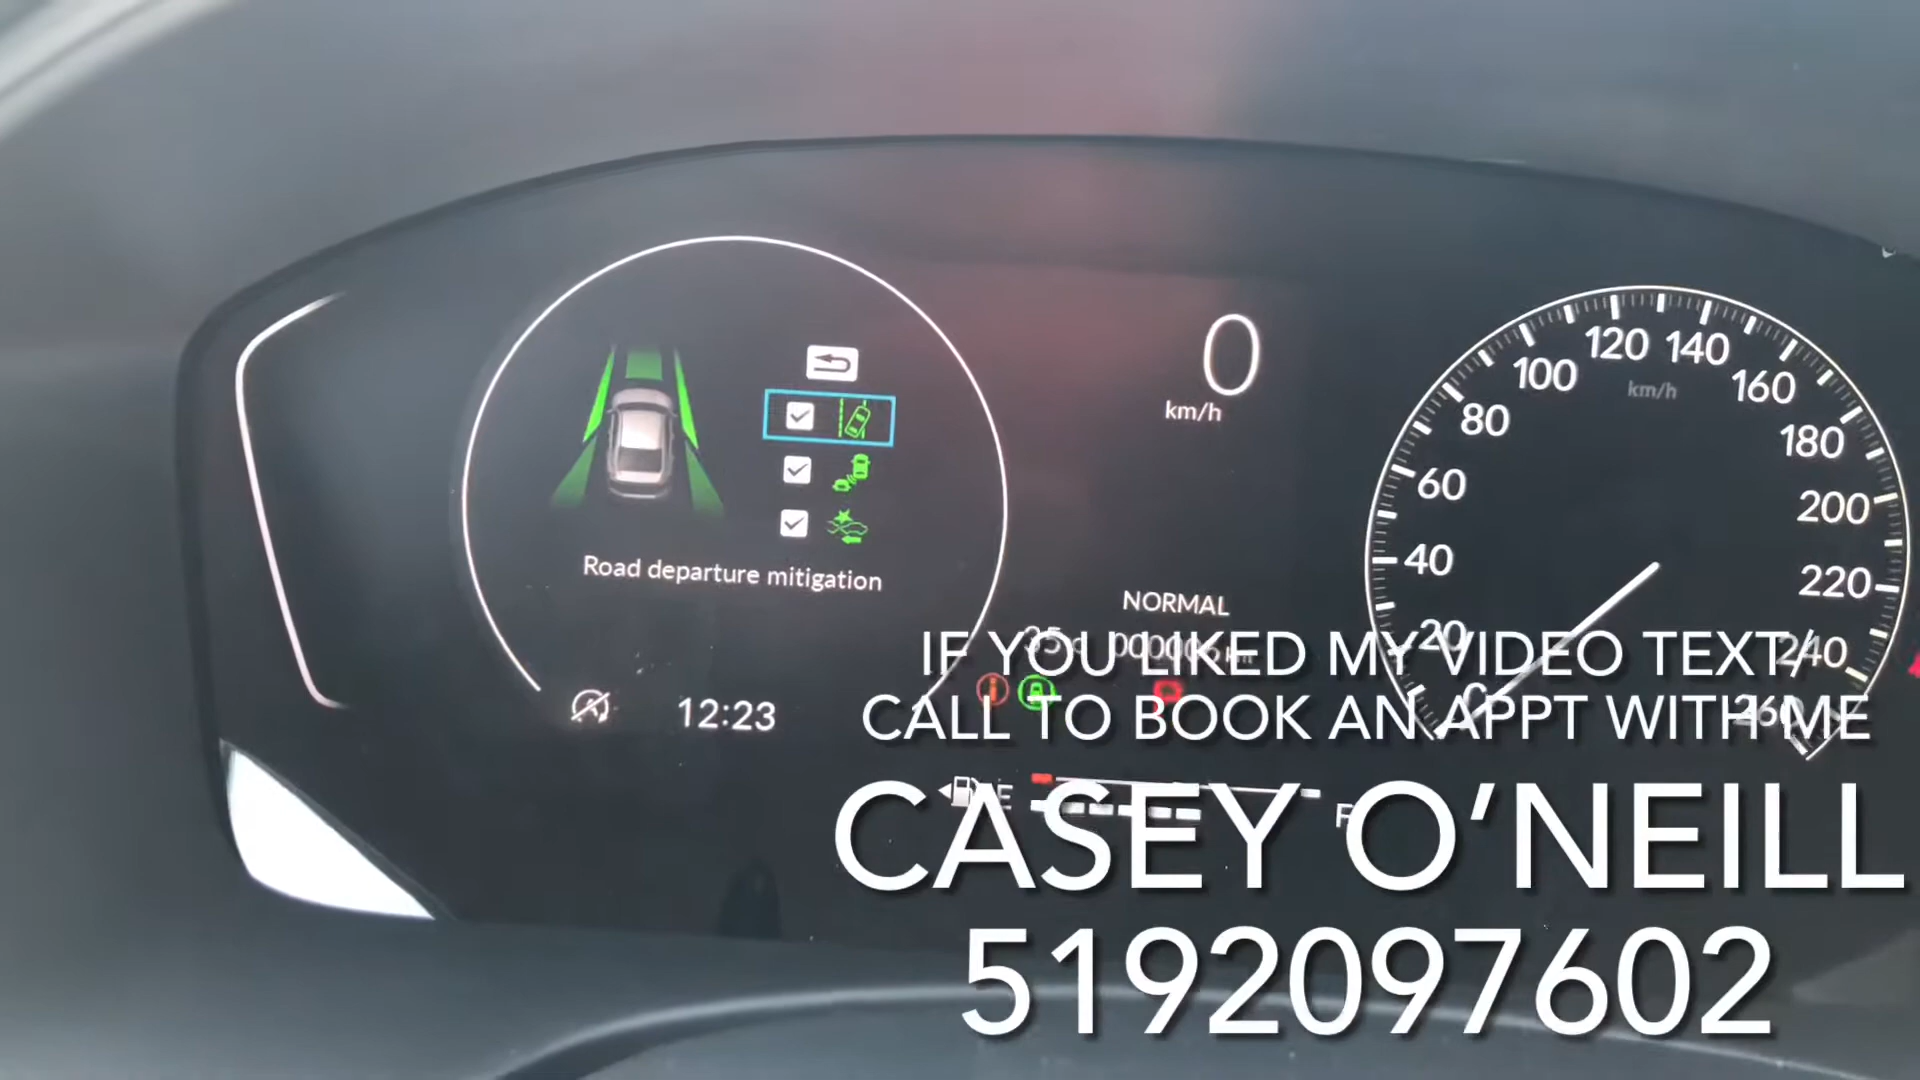 0
km/h
Road departure mitigation
12:23
NORMAL
20
40
60
80
100
120
140
160
180
200
220
240
260
km/h
E
IF YOU LIKED MY VIDEO TEXT/
CALL TO BOOK AN APPT WITH ME
CASEY O'NEILL
5192097602